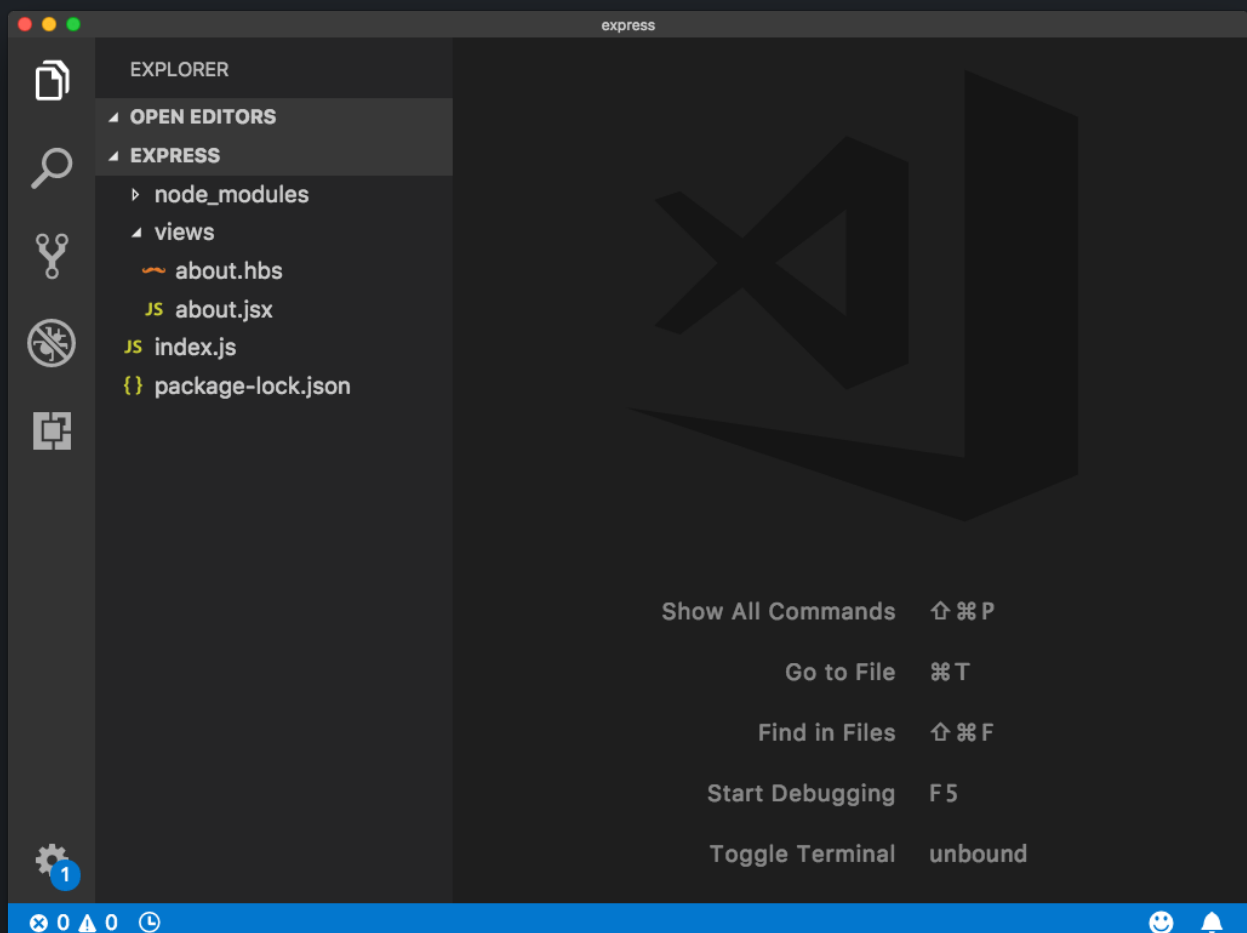 express
EXPLORER
OPEN EDITORS
EXPRESS
node_modules
views
about.hbs
JS about.jsx
JS index.js
{} package-lock.json
Show All Commands ⇧⌘P
Go to File ⌘T
Find in Files ⇧⌘F
Start Debugging F5
Toggle Terminal unbound
1
0 0